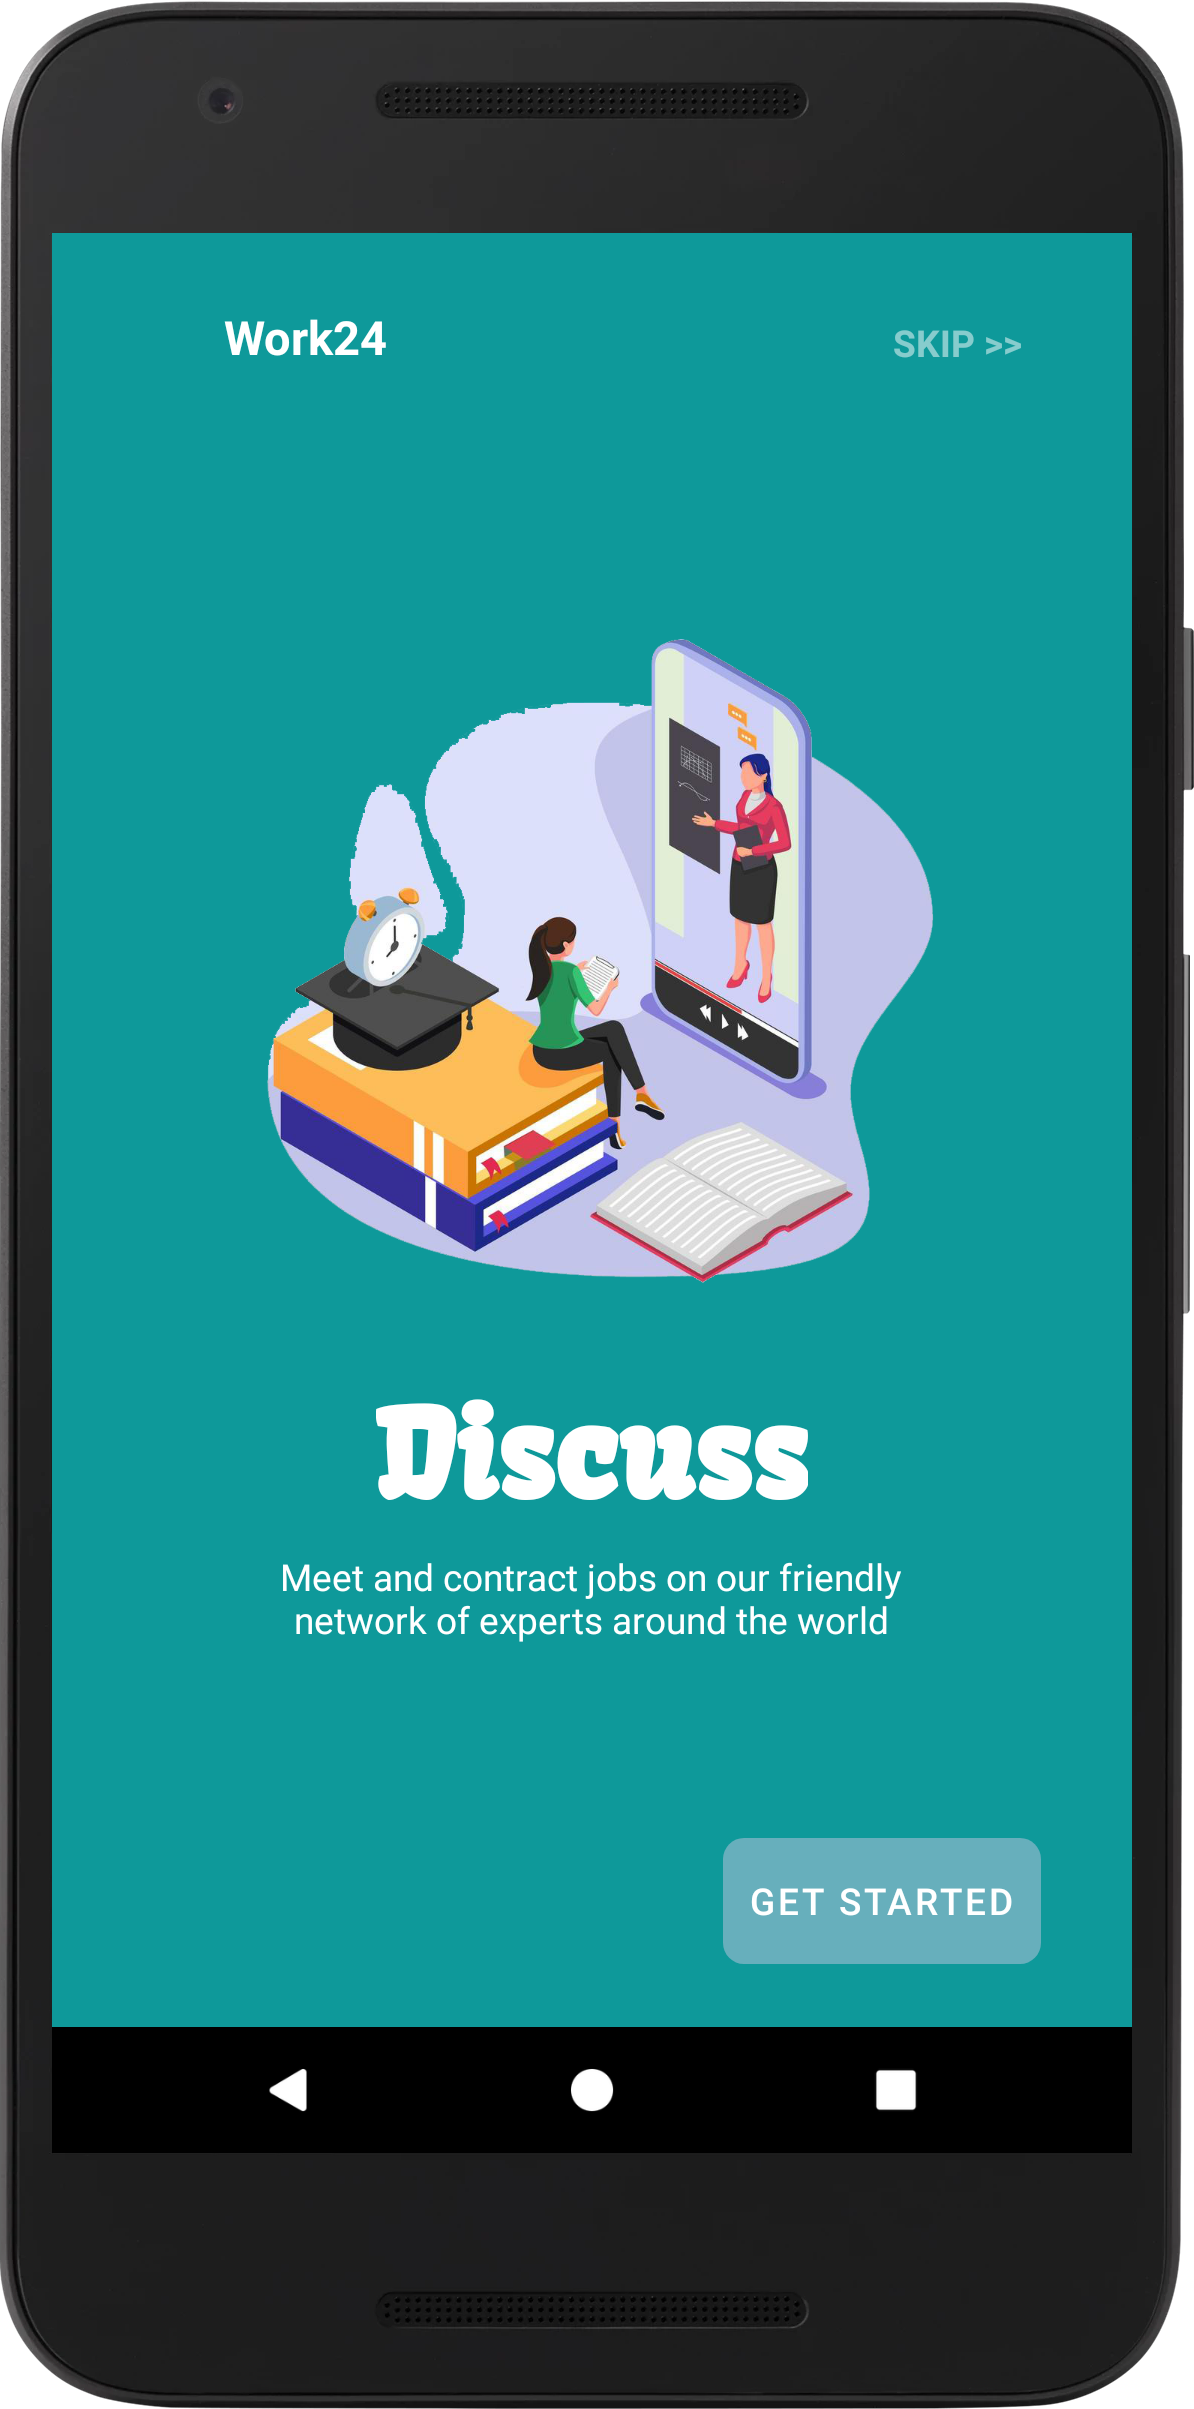 Work24
SKIP >>
Discuss
Meet and contract jobs on our friendly
network of experts around the world
GET STARTED